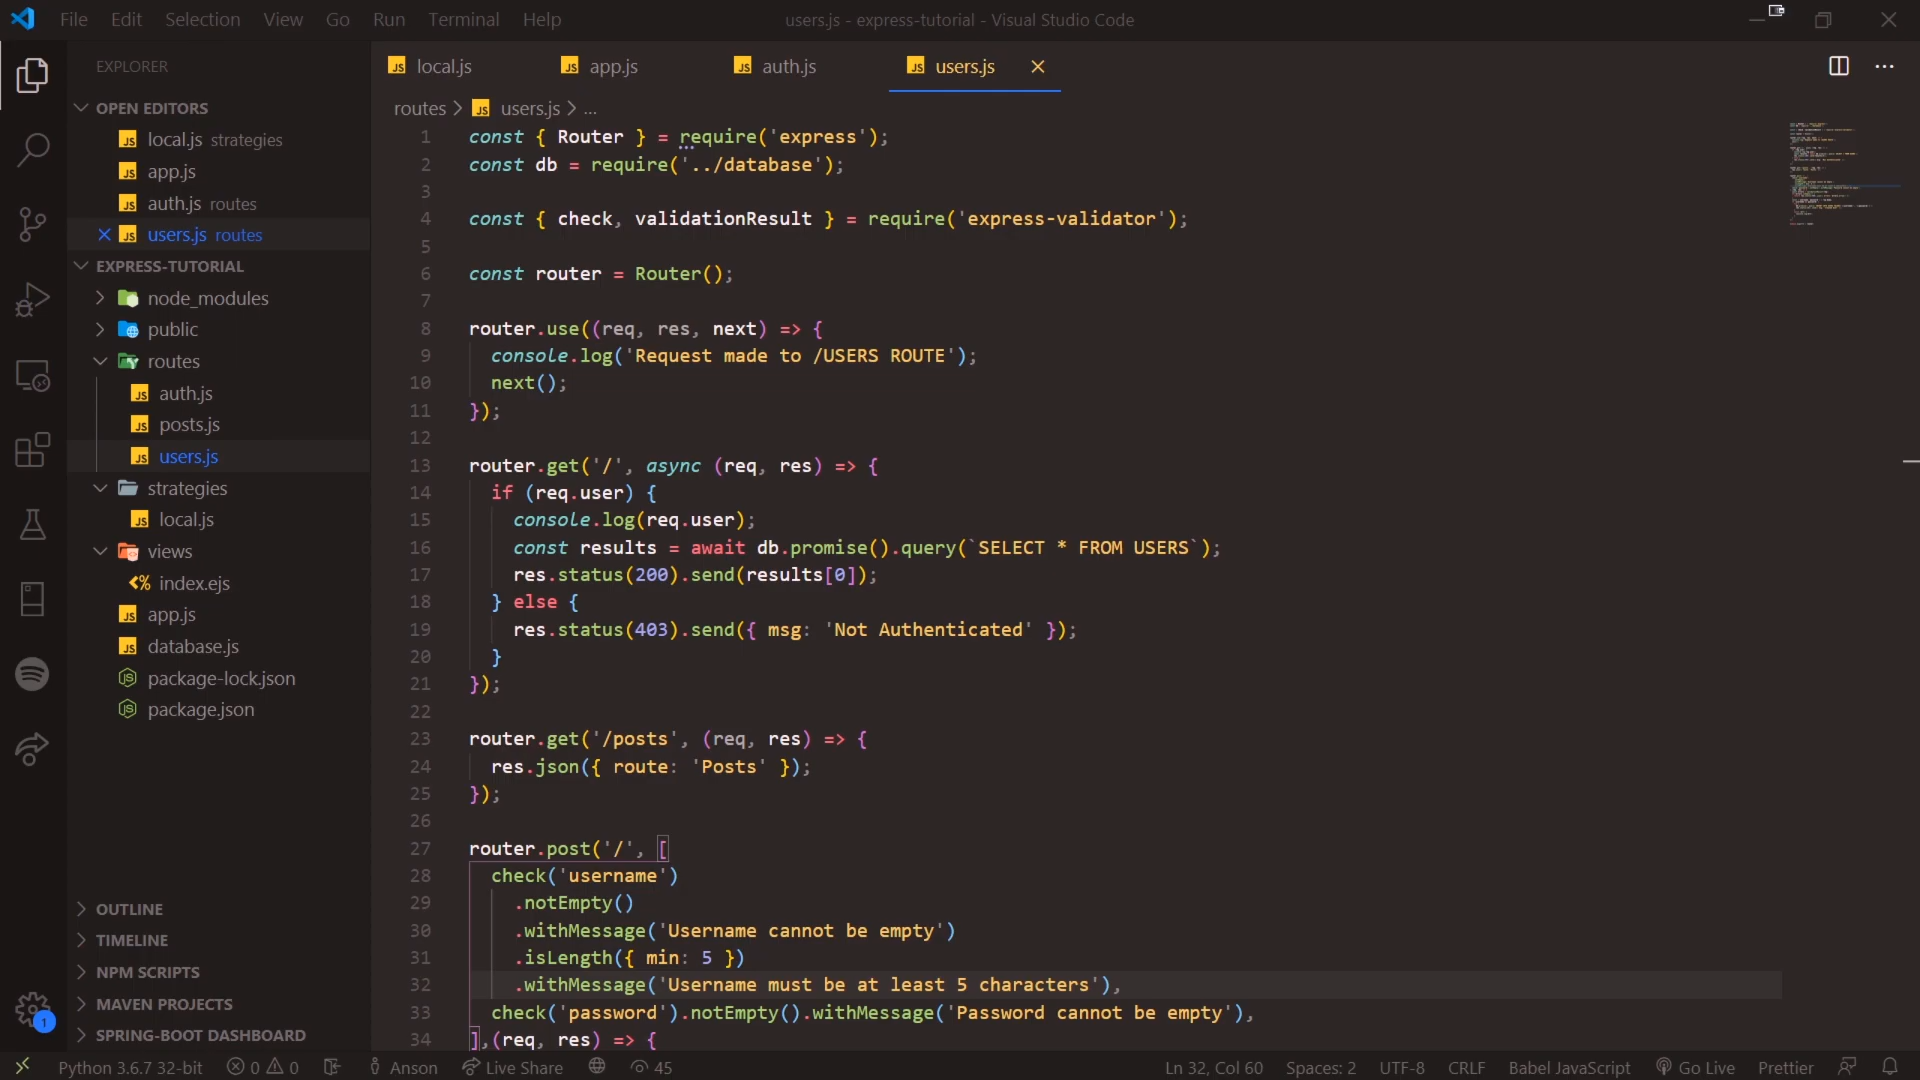 File Edit Selection View Go Run Terminal Help
users.js - express-tutorial - Visual Studio Code
EXPLORER
OPEN EDITORS
local.js strategies
app.js
auth.js routes
users.js routes
EXPRESS-TUTORIAL
node_modules
public
routes
auth.js
posts.js
users.js
strategies
local.js
views
index.ejs
app.js
database.js
package-lock.json
package.json
OUTLINE
TIMELINE
NPM SCRIPTS
MAVEN PROJECTS
SPRING-BOOT DASHBOARD
1
local.js app.js auth.js users.js
routes > users.js > ...
1 const { Router } = require('express');
2 const db = require('../database');
3
4 const { check, validationResult } = require('express-validator');
5
6 const router = Router();
7
8 router.use((req, res, next) => {
9 console.log('Request made to /USERS ROUTE');
10 next();
11 });
12
13 router.get('/', async (req, res) => {
14 if (req.user) {
15 console.log(req.user);
16 const results = await db.promise().query(`SELECT * FROM USERS`);
17 res.status(200).send(results[0]);
18 } else {
19 res.status(403).send({ msg: 'Not Authenticated' });
20 }
21 });
22
23 router.get('/posts', (req, res) => {
24 res.json({ route: 'Posts' });
25 });
26
27 router.post('/', [
28 check('username')
29 .notEmpty()
30 .withMessage('Username cannot be empty')
31 .isLength({ min: 5 })
32 .withMessage('Username must be at least 5 characters'),
33 check('password').notEmpty().withMessage('Password cannot be empty'),
34 ],(req, res) => {
Python 3.6.7 32-bit 0 0 Anson Live Share 45 Ln 32, Col 60 Spaces: 2 UTF-8 CRLF Babel JavaScript Go Live Prettier